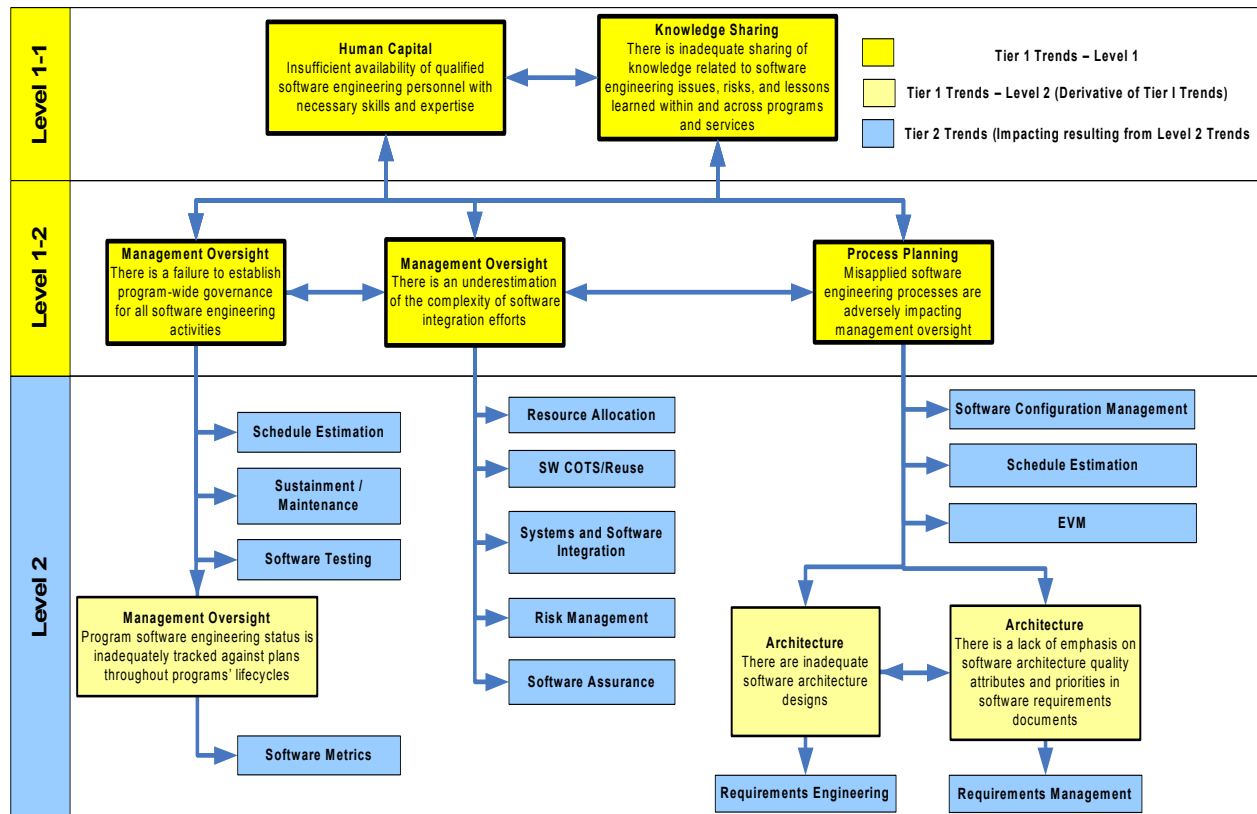 Level 1-1
Human Capital
Insufficient availability of qualified
software engineering personnel with
necessary skills and expertise
Knowledge Sharing
There is inadequate sharing of
knowledge related to software
engineering issues, risks, and lessons
learned within and across programs
and services
Tier 1 Trends – Level 1
Tier 1 Trends – Level 2 (Derivative of Tier I Trends)
Tier 2 Trends (Impacting resulting from Level 2 Trends
Level 1-2
Management Oversight
There is a failure to establish
program-wide governance
for all software engineering
activities
Management Oversight
There is an underestimation
of the complexity of software
integration efforts
Process Planning
Misapplied software
engineering processes are
adversely impacting
management oversight
Level 2
Schedule Estimation
Sustainment /
Maintenance
Software Testing
Management Oversight
Program software engineering status is
inadequately tracked against plans
throughout programs' lifecycles
Software Metrics
Resource Allocation
SW COTS/Reuse
Systems and Software
Integration
Risk Management
Software Assurance
Software Configuration Management
Schedule Estimation
EVM
Architecture
There are inadequate
software architecture
designs
Architecture
There is a lack of emphasis on
software architecture quality
attributes and priorities in
software requirements
documents
Requirements Engineering
Requirements Management